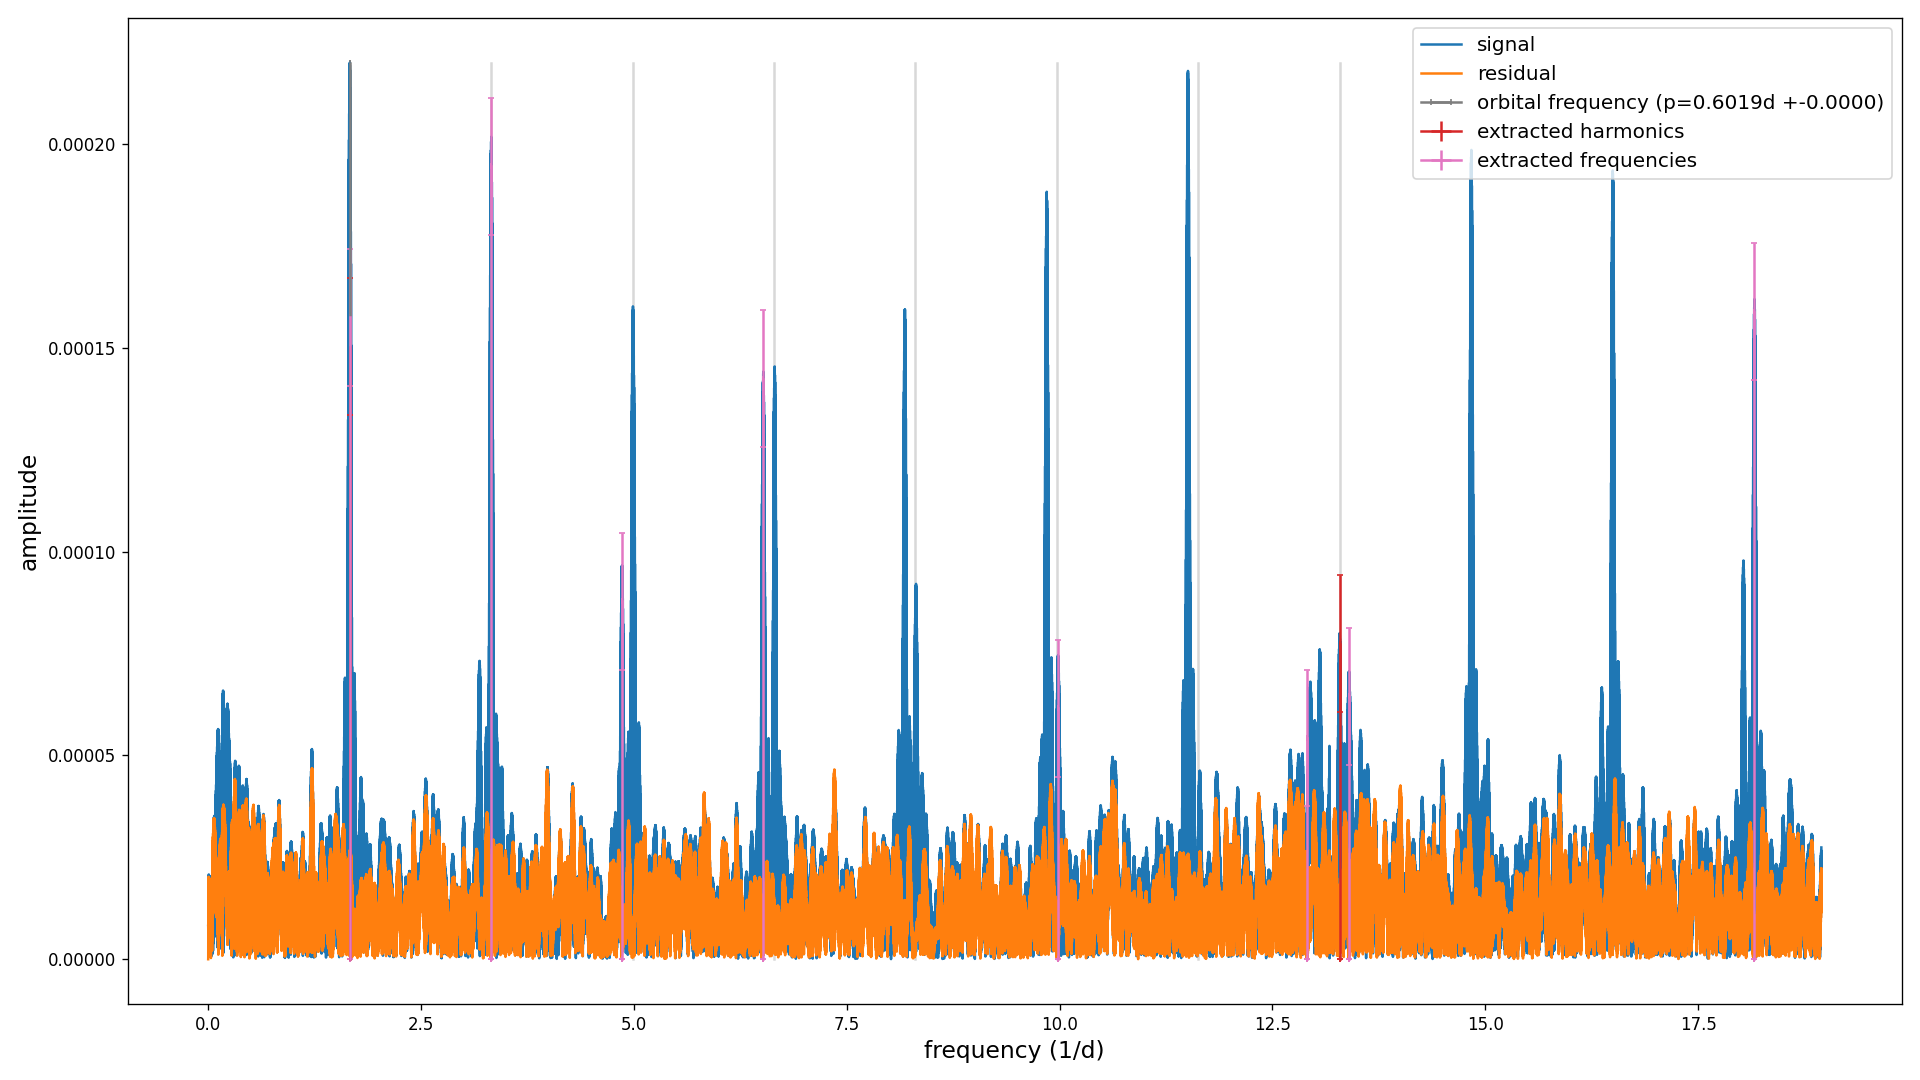 signal
residual
orbital frequency (p=0.6019d +-0.0000)
extracted harmonics
extracted frequencies
amplitude
0.00020
0.00015
0.00010
0.00005
0.00000
0.0 2.5 5.0 7.5 10.0 12.5 15.0 17.5
frequency (1/d)